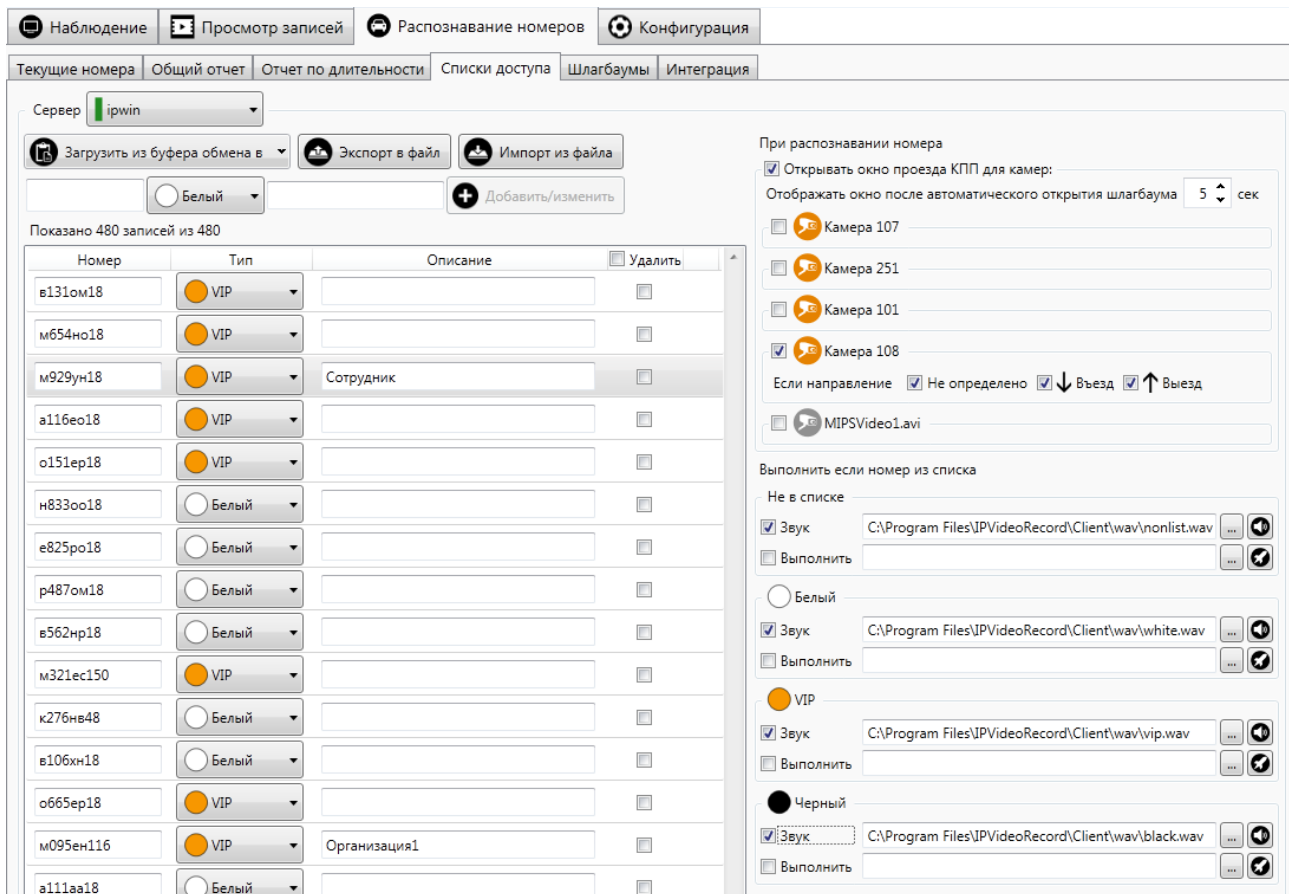 Наблюдение Просмотр записей Распознавание номеров Конфигурация
Текущие номера Общий отчет Отчет по длительности Списки доступа Шлагбаумы Интеграция
Сервер ipwin
Загрузить из буфера обмена в Экспорт в файл Импорт из файла
Белый Добавить/изменить
Показано 480 записей из 480
Номер Тип Описание Удалить
в131ом18 VIP
м654но18 VIP
м929ун18 VIP Сотрудник
а116ео18 VIP
о151ер18 VIP
н833оо18 Белый
е825ро18 Белый
р487ом18 Белый
в562нр18 Белый
м321ес150 VIP
к276нв48 Белый
в106хн18 Белый
о665ер18 VIP
м095ен116 VIP Организация1
а111аа18 Белый
При распознавании номера
Открывать окно проезда КПП для камер:
Отображать окно после автоматического открытия шлагбаума 5 сек
Камера 107
Камера 251
Камера 101
Камера 108
Если направление Не определено Въезд Выезд
MIPSVideo1.avi
Выполнить если номер из списка
Не в списке
Звук C:\Program Files\IPVideoRecord\Client\wav\nonlist.wav ...
Выполнить ...
Белый
Звук C:\Program Files\IPVideoRecord\Client\wav\white.wav ...
Выполнить ...
VIP
Звук C:\Program Files\IPVideoRecord\Client\wav\vip.wav ...
Выполнить ...
Черный
Звук C:\Program Files\IPVideoRecord\Client\wav\black.wav ...
Выполнить ...